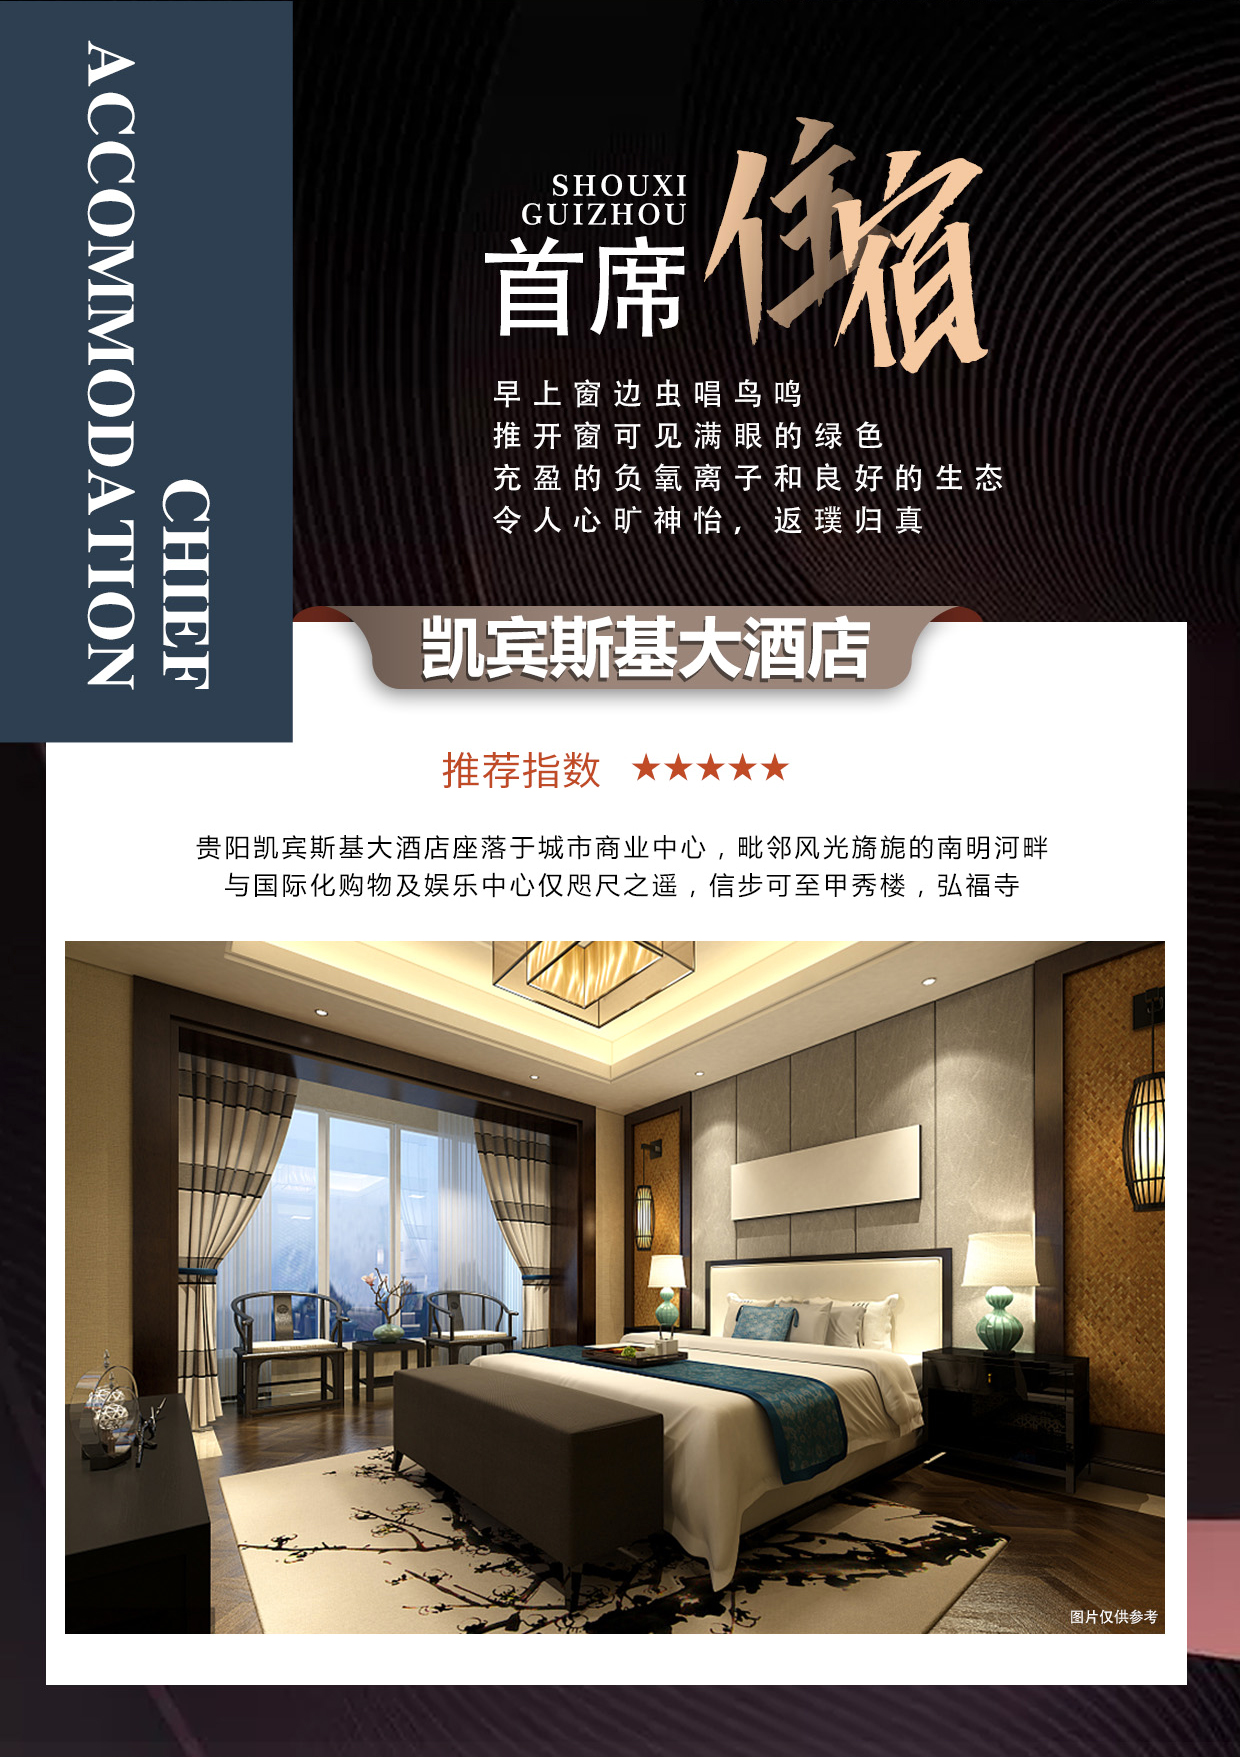 CHIEF
ACCOMMODATION
SHOUXI
GUIZHOU
首席
住宿
早上窗边虫唱鸟鸣
推开窗可见满眼的绿色
充盈的负氧离子和良好的生态
令人心旷神怡，返璞归真
凯宾斯基大酒店
推荐指数 ★★★★★
贵阳凯宾斯基大酒店座落于城市商业中心，毗邻风光旖旎的南明河畔
与国际化购物及娱乐中心仅咫尺之遥，信步可至甲秀楼，弘福寺
图片仅供参考